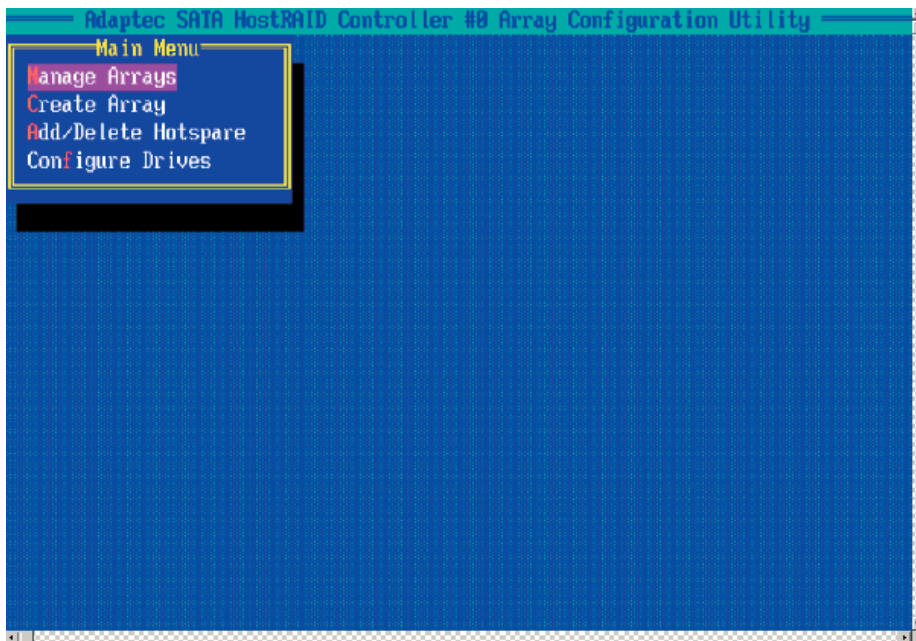 Adaptec SATA HostRAID Controller #0 Array Configuration Utility
Main Menu
Manage Arrays
Create Array
Add/Delete Hotspare
Configure Drives